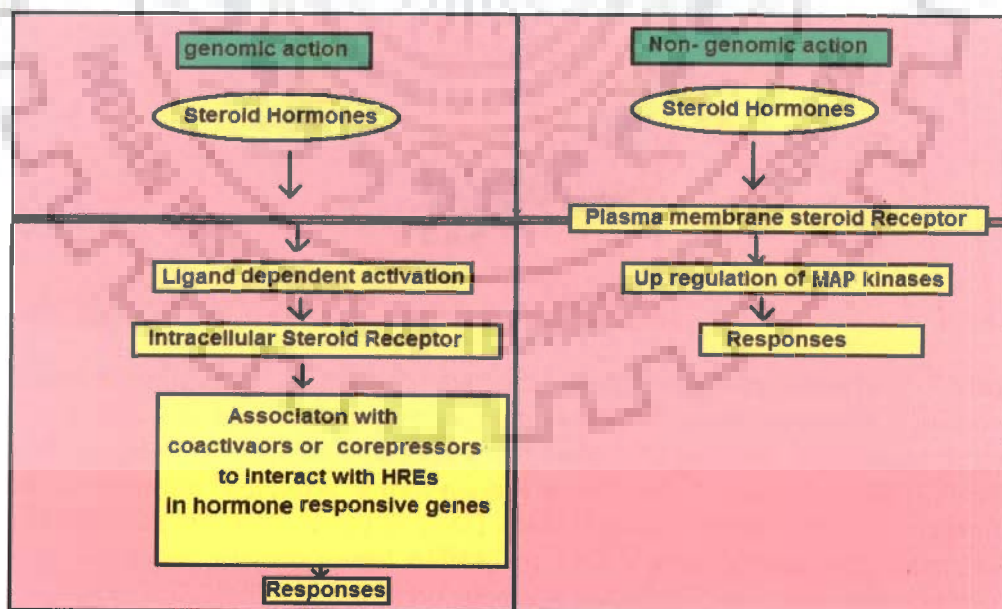 genomic action
Steroid Hormones
Ligand dependent activation
Intracellular Steroid Receptor
Associaton with
coactivaors or corepressors
to interact with HREs
in hormone responsive genes
Responses
Non- genomic action
Steroid Hormones
Plasma membrane steroid Receptor
Up regulation of MAP kinases
Responses